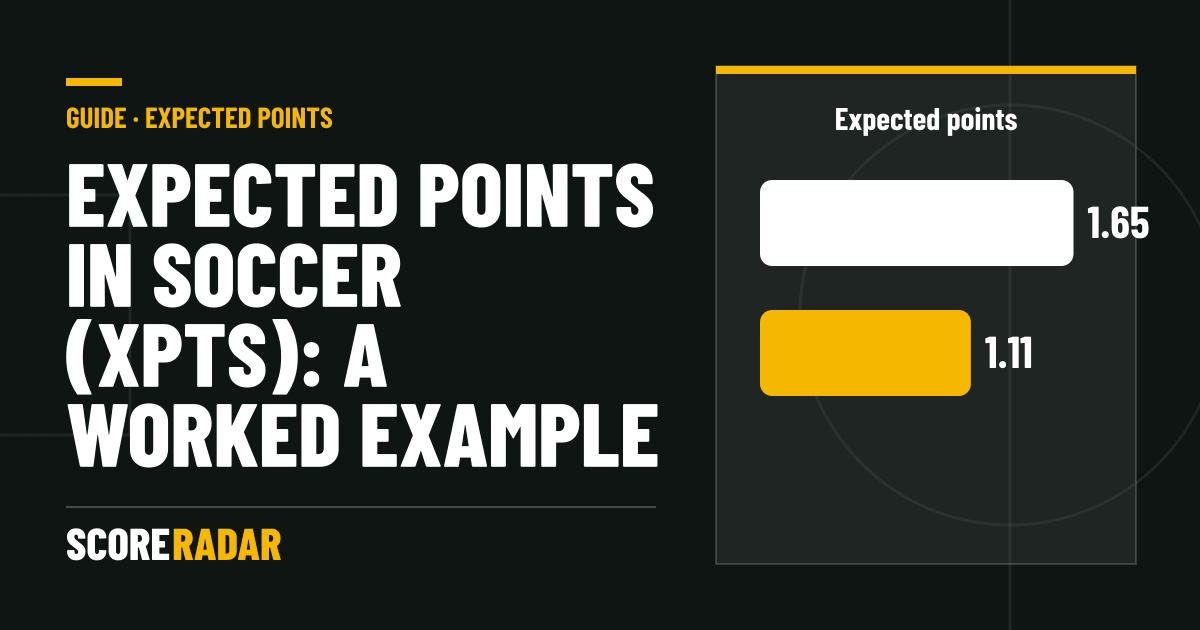 GUIDE · EXPECTED POINTS
EXPECTED POINTS
IN SOCCER
(XPTS): A
WORKED EXAMPLE
SCORERADAR
Expected points
1.65
1.11